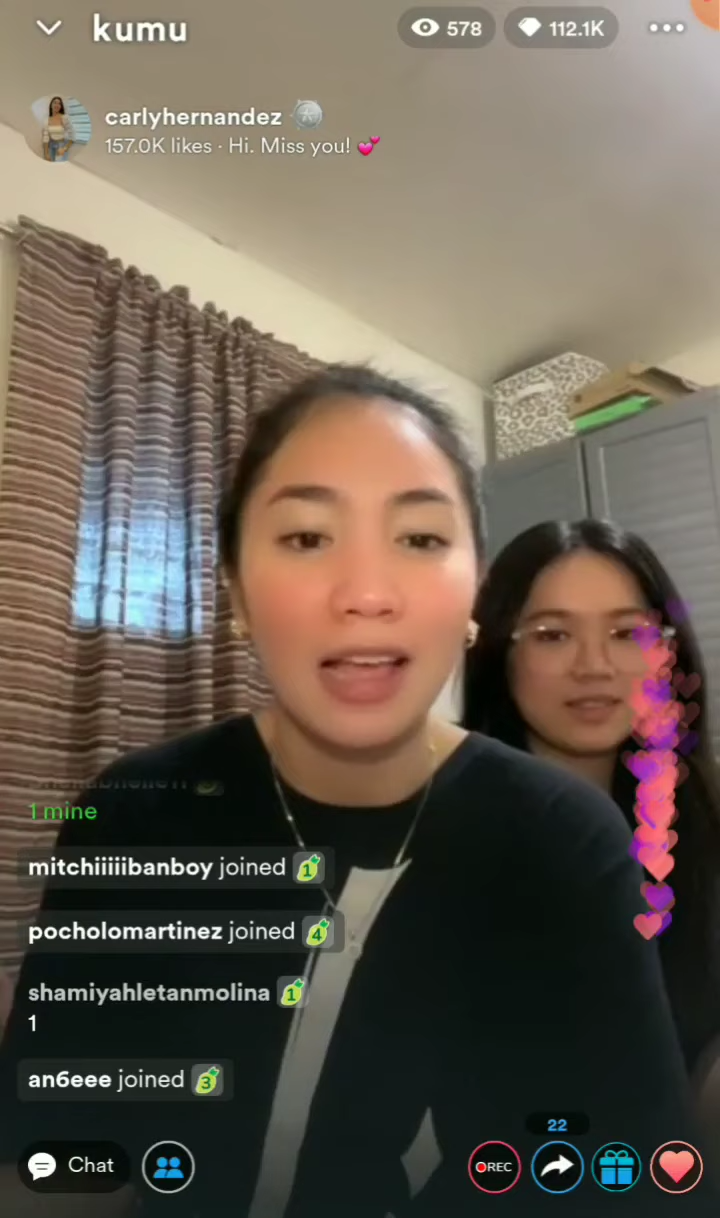 kumu
578
112.1K
carlyhernandez
157.0K likes · Hi. Miss you! 💕
1 mine
mitchiiiiibanboy joined 1
pocholomartinez joined 4
shamiyahletanmolina 1
1
an6eee joined 3
22
Chat
REC